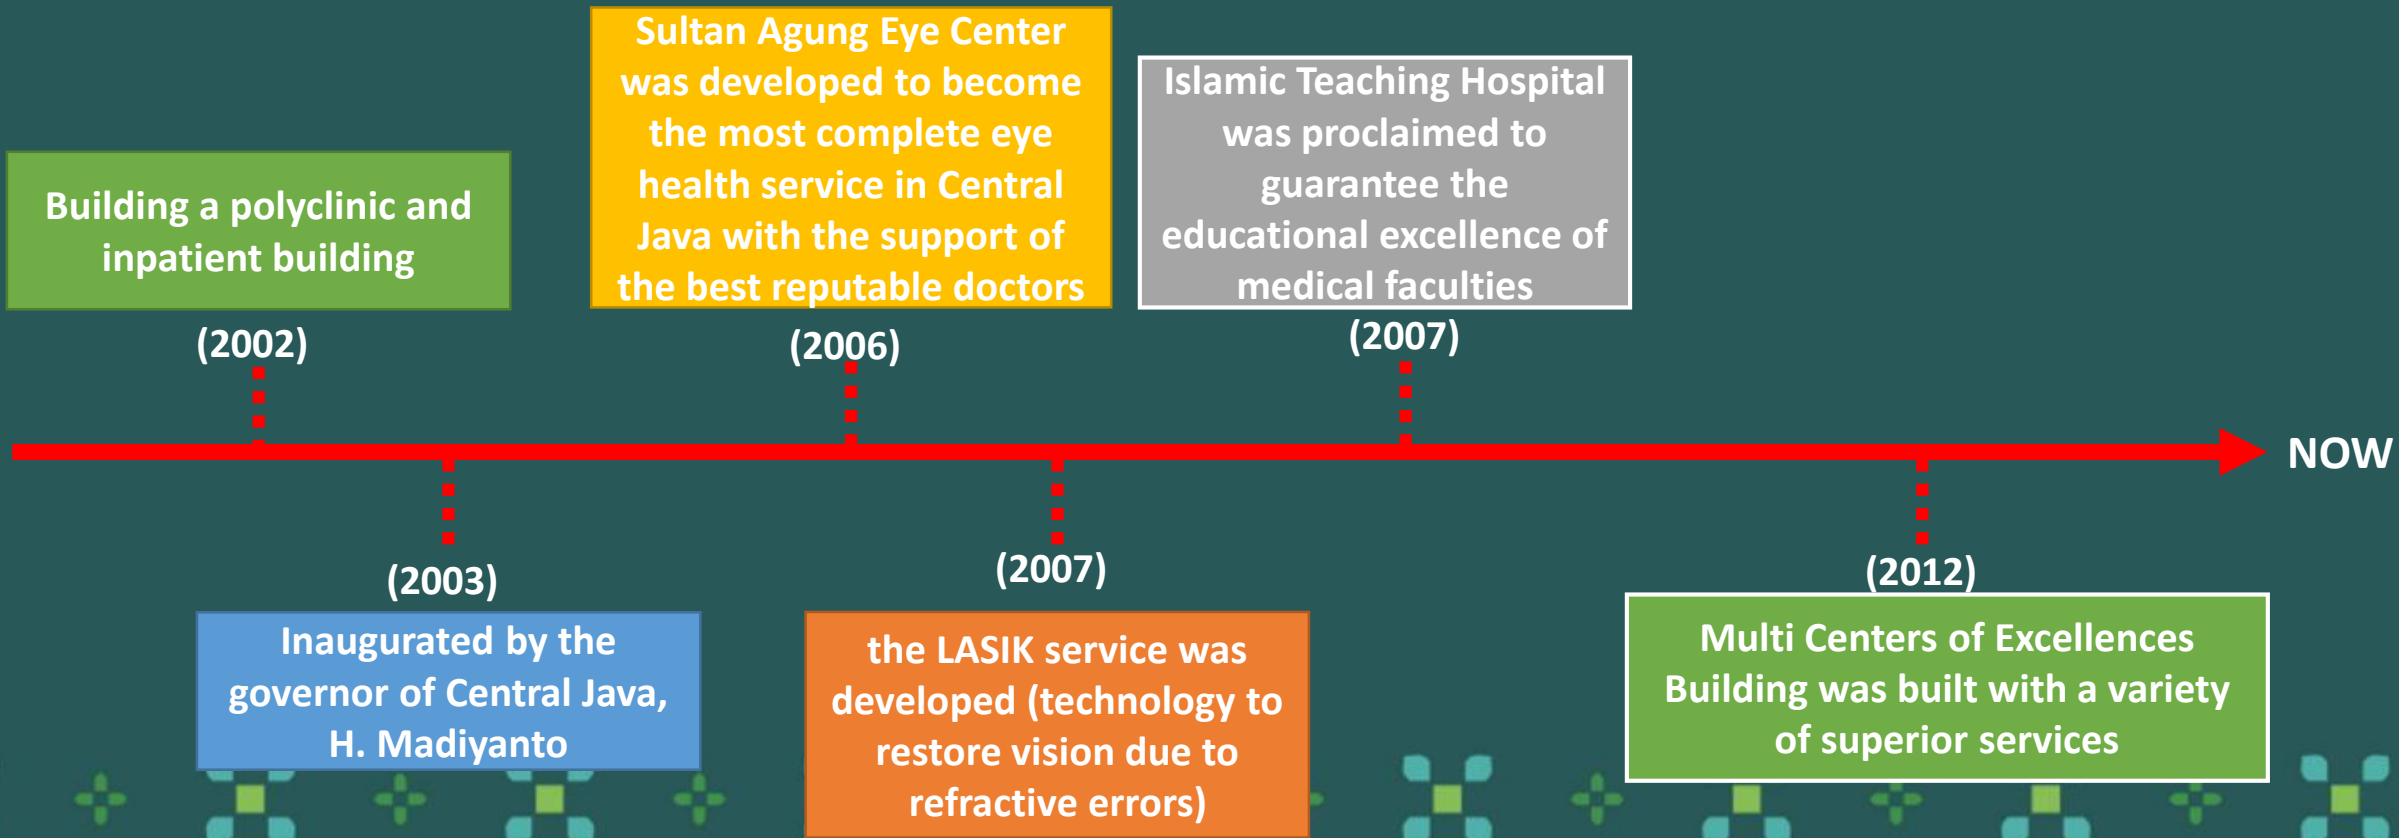 Building a polyclinic and
inpatient building
(2002)
(2003)
Inaugurated by the
governor of Central Java,
H. Madiyanto
Sultan Agung Eye Center
was developed to become
the most complete eye
health service in Central
Java with the support of
the best reputable doctors
(2006)
(2007)
the LASIK service was
developed (technology to
restore vision due to
refractive errors)
Islamic Teaching Hospital
was proclaimed to
guarantee the
educational excellence of
medical faculties
(2007)
(2012)
Multi Centers of Excellences
Building was built with a variety
of superior services
NOW